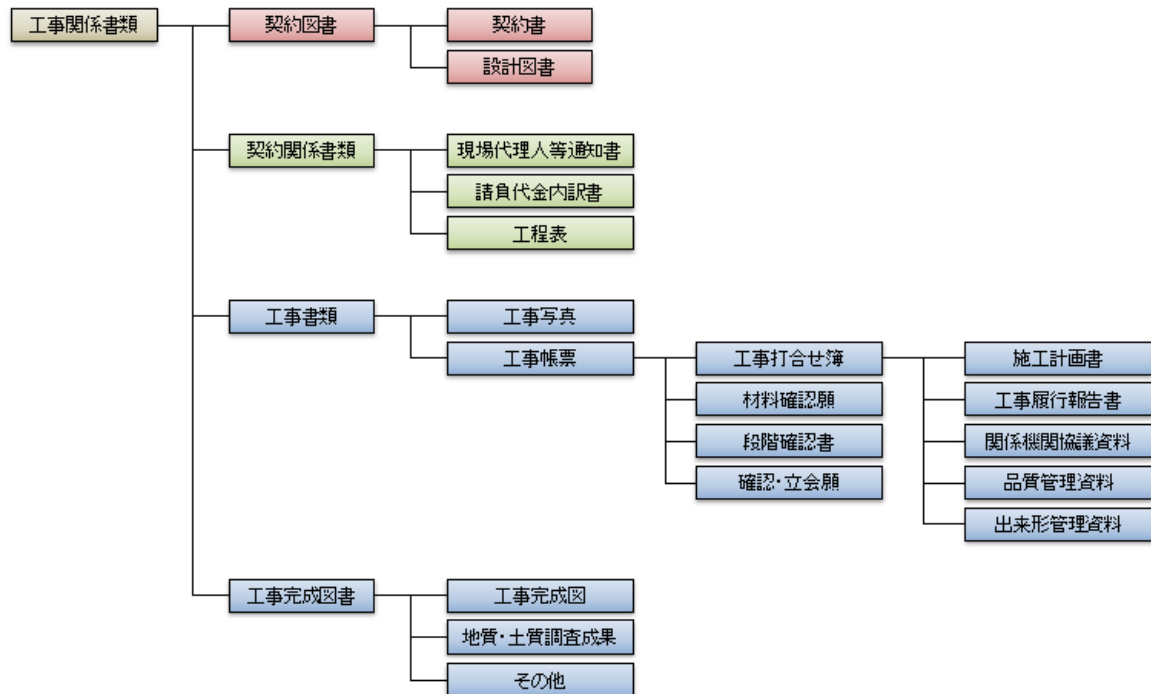 工事関係書類
契約図書
契約書
設計図書
契約関係書類
現場代理人等通知書
請負代金内訳書
工程表
工事書類
工事写真
工事帳票
工事打合せ簿
施工計画書
工事履行報告書
関係機関協議資料
品質管理資料
出来形管理資料
材料確認願
段階確認書
確認・立会願
工事完成図書
工事完成図
地質・土質調査成果
その他